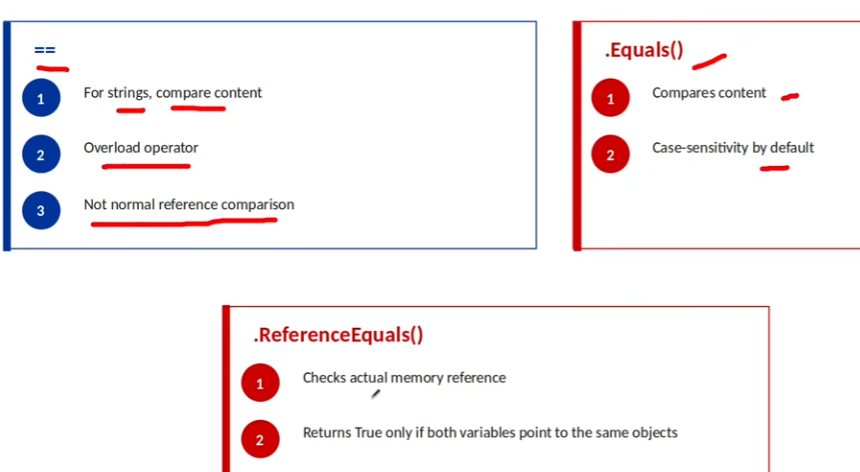 ==
1 For strings, compare content
2 Overload operator
3 Not normal reference comparison
.Equals()
1 Compares content
2 Case-sensitivity by default
.ReferenceEquals()
1 Checks actual memory reference
2 Returns True only if both variables point to the same objects